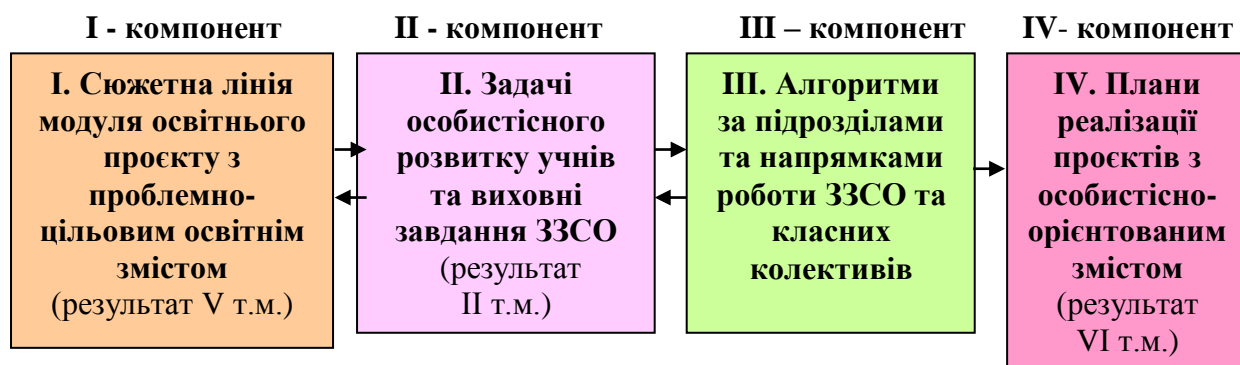 I - компонент
II - компонент
III – компонент
IV- компонент
I. Сюжетна лінія
модуля освітнього
проєкту з
проблемно-
цільовим освітнім
змістом
(результат V т.м.)
II. Задачі
особистісного
розвитку учнів
та виховні
завдання ЗЗСО
(результат
II т.м.)
III. Алгоритми
за підрозділами
та напрямками
роботи ЗЗСО та
класних
колективів
IV. Плани
реалізації
проєктів з
особистісно-
орієнтованим
змістом
(результат
VI т.м.)